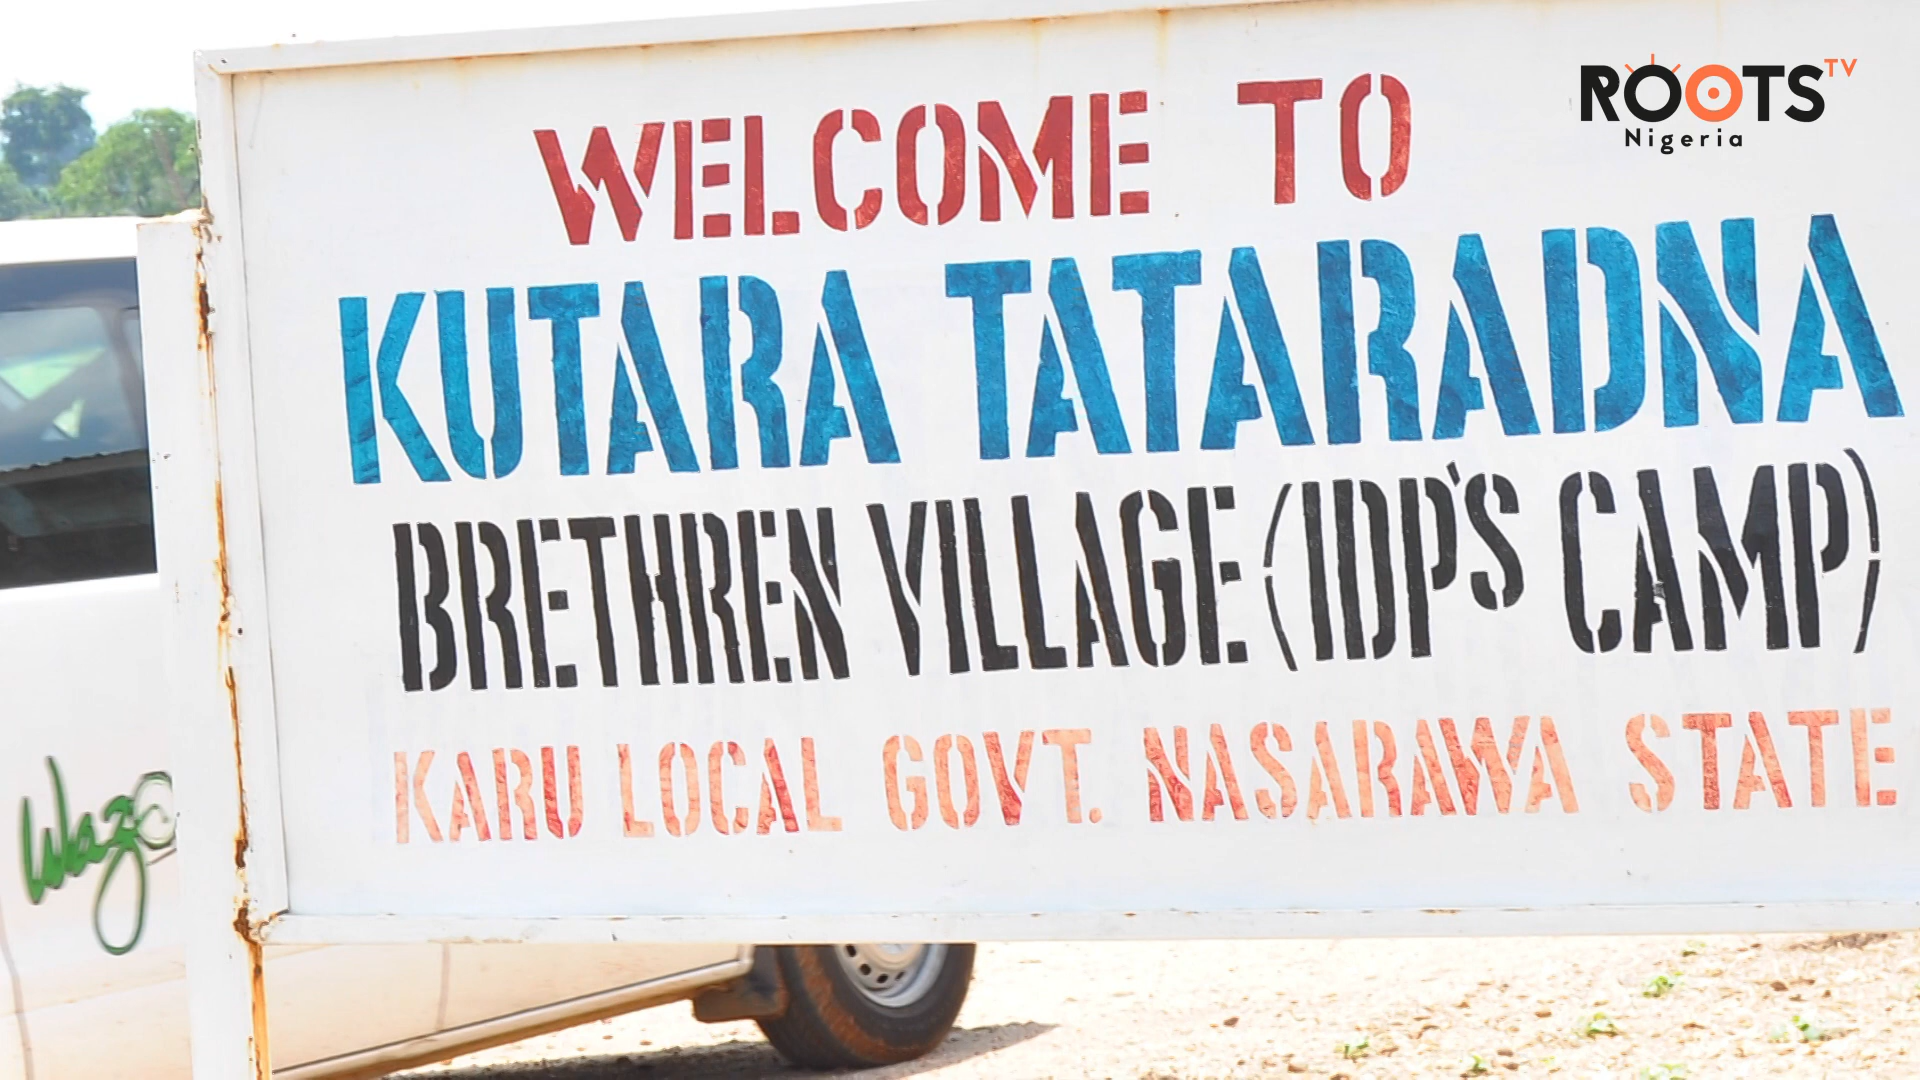 ROOTS TV
Nigeria
WELCOME TO
KUTARA TATARADNA
BRETHREN VILLAGE (IDP'S CAMP)
KARU LOCAL GOVT. NASARAWA STATE